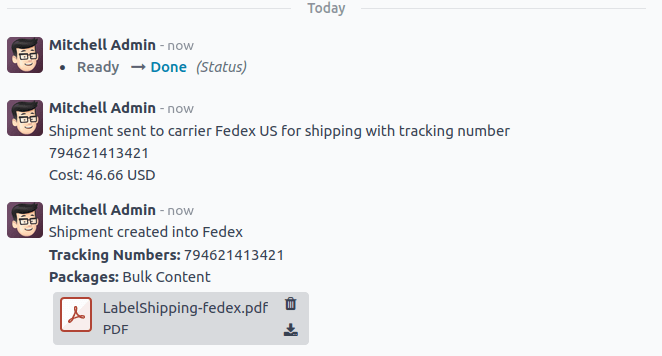 Today
Mitchell Admin - now
• Ready → Done (Status)
Mitchell Admin - now
Shipment sent to carrier Fedex US for shipping with tracking number
794621413421
Cost: 46.66 USD
Mitchell Admin - now
Shipment created into Fedex
Tracking Numbers: 794621413421
Packages: Bulk Content
LabelShipping-fedex.pdf
PDF